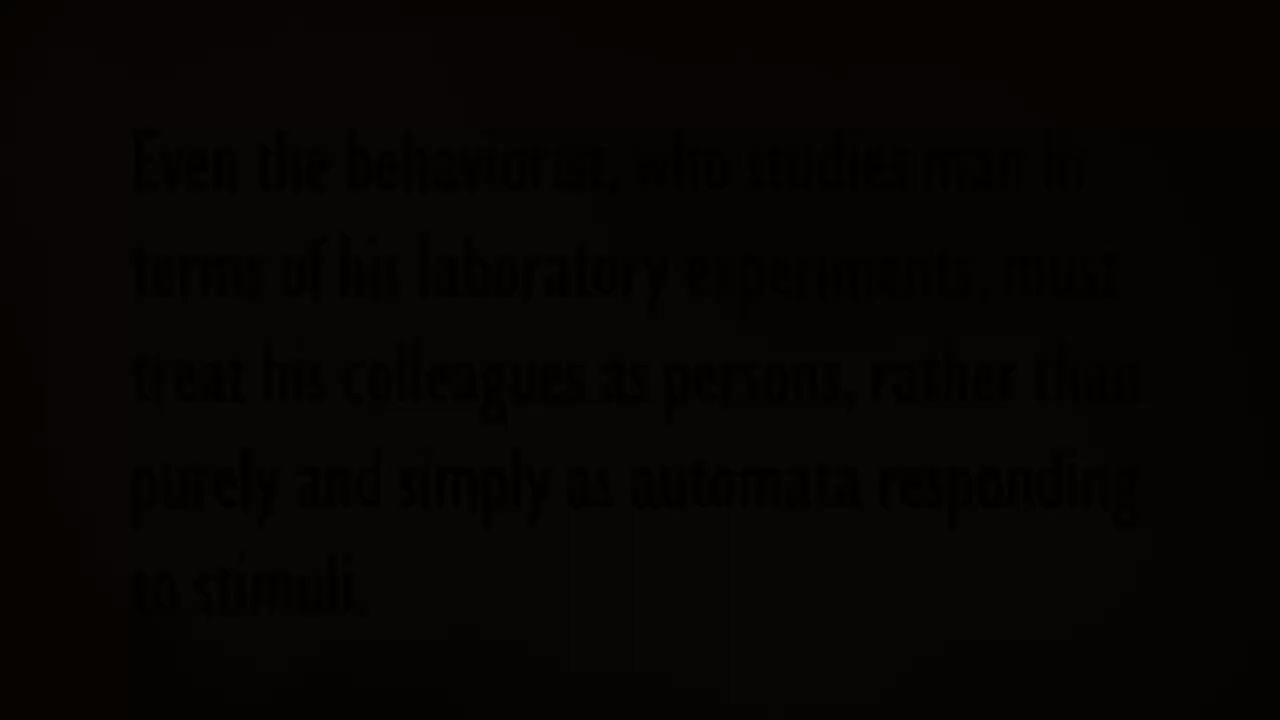 Even the behaviorist, who studies man in
terms of his laboratory experiments, must
treat his colleagues as persons, rather than
purely and simply as automata responding
to stimuli.